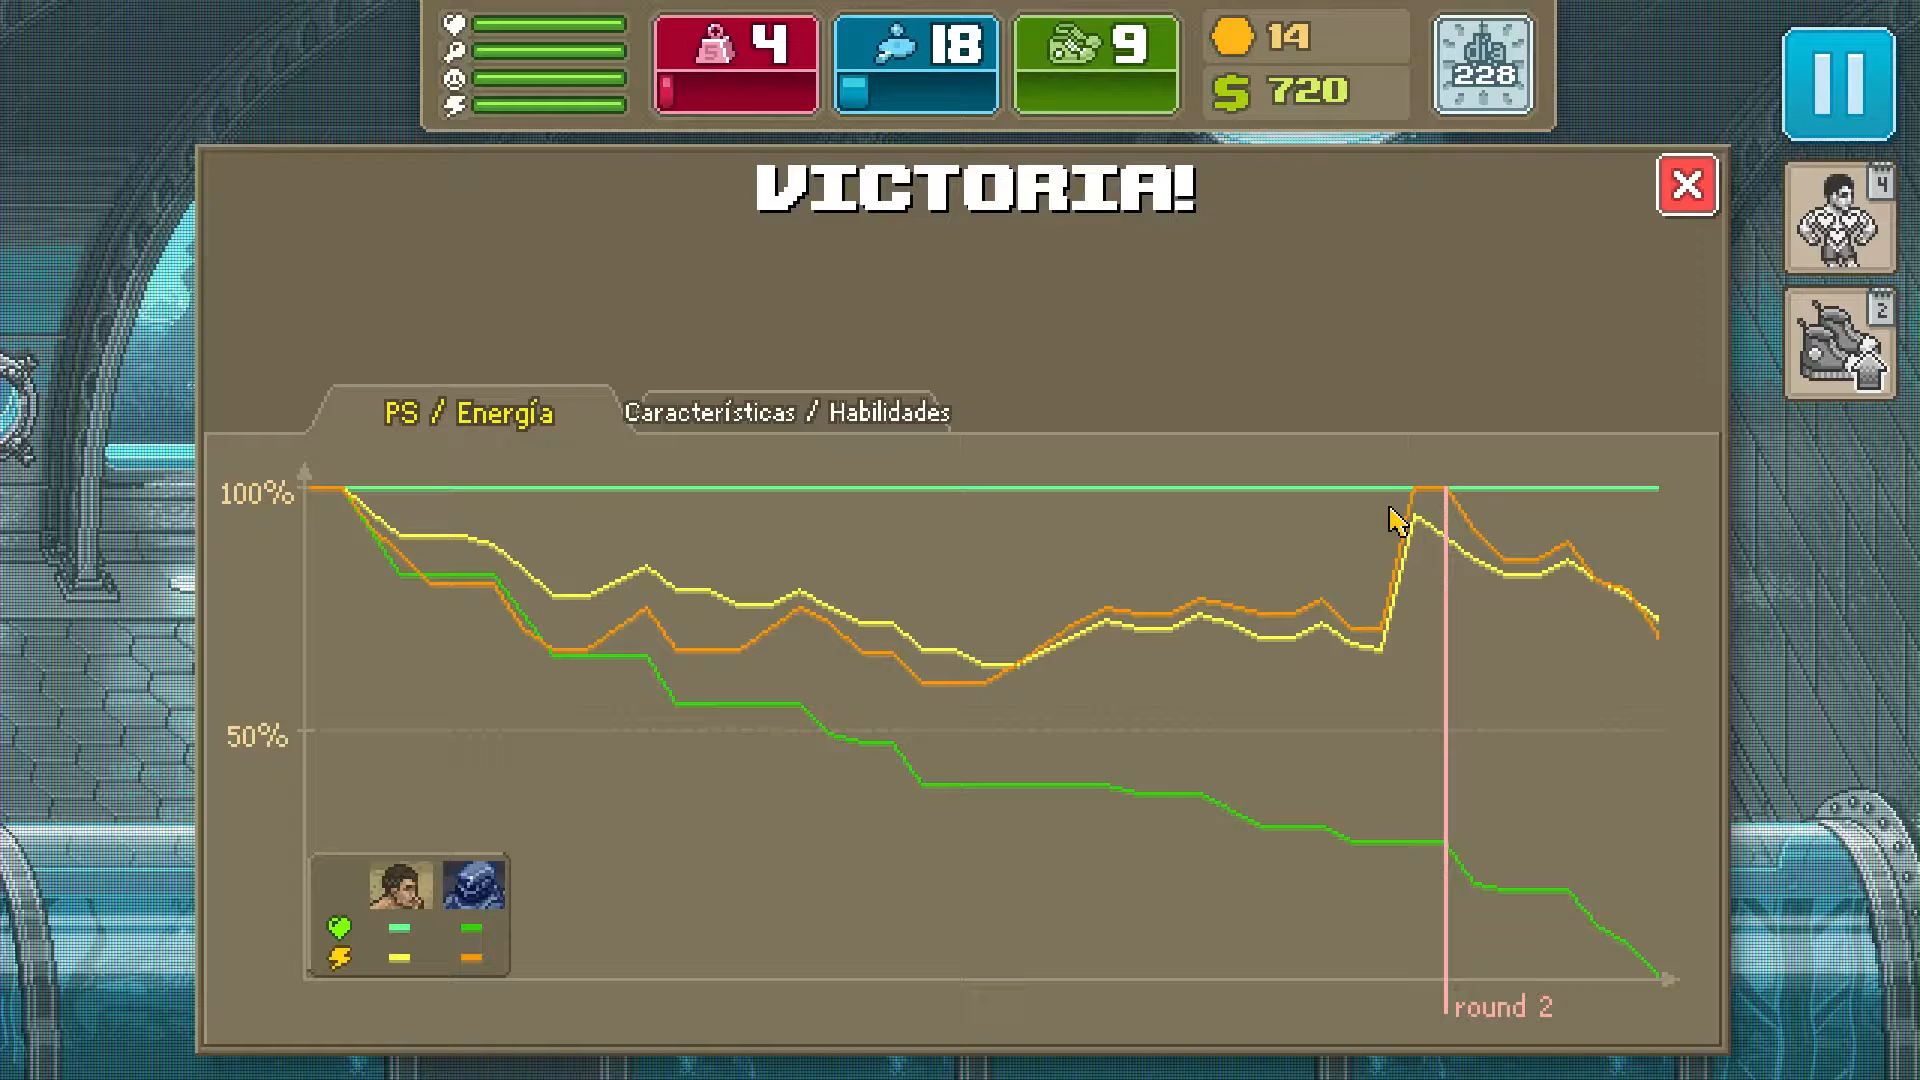 4
18
9
14
$ 720
día
228
4
2
VICTORIA!
PS / Energía
Características / Habilidades
100%
50%
round 2